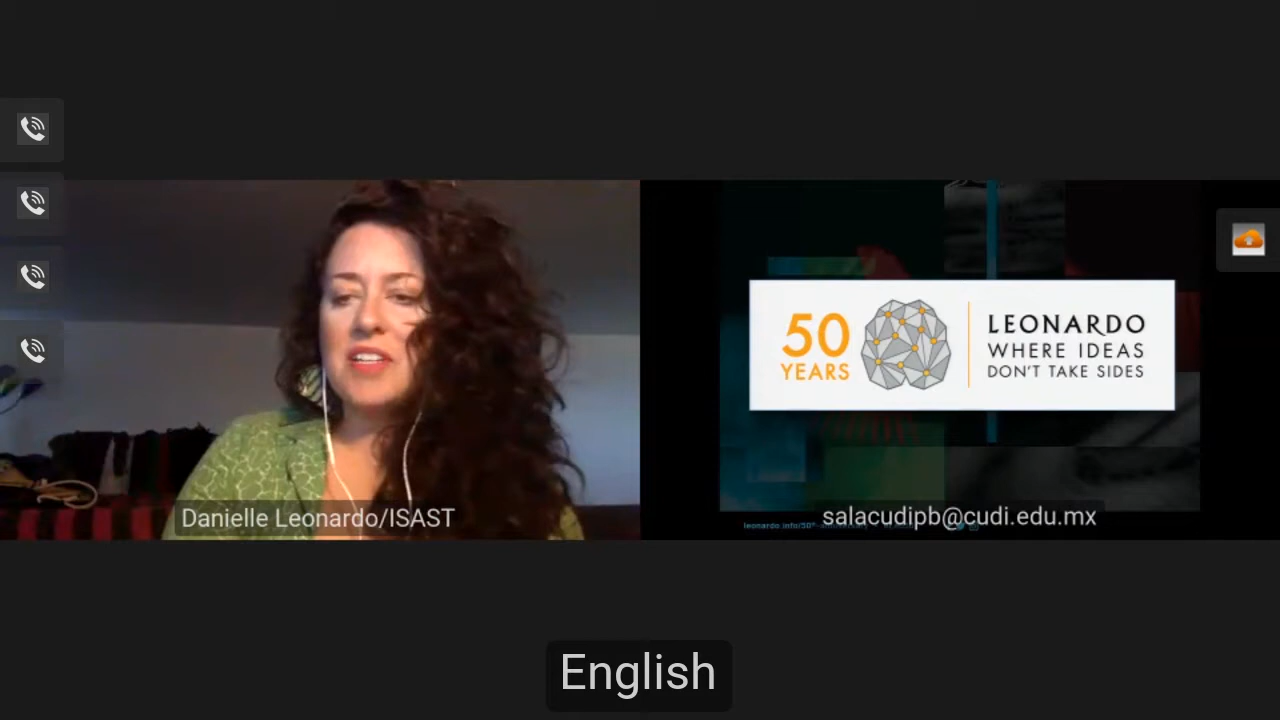 50
YEARS
LEONARDO
WHERE IDEAS
DON'T TAKE SIDES
Danielle Leonardo/ISAST
salacudipb@cudi.edu.mx
English